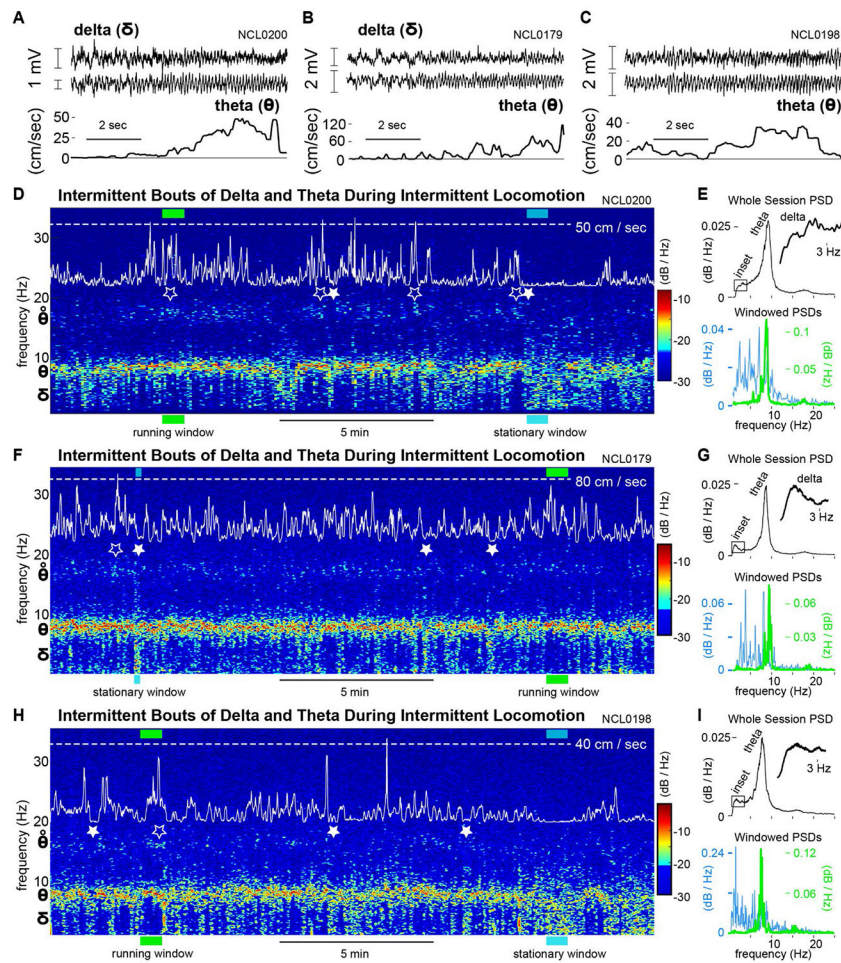 A
B
C
delta (δ) NCL0200
delta (δ) NCL0179
NCL0198
1 mV
2 mV
2 mV
theta (θ)
theta (θ)
theta (θ)
(cm/sec)
50
25
0
2 sec
(cm/sec)
120
80
40
0
2 sec
(cm/sec)
40
20
0
2 sec
D Intermittent Bouts of Delta and Theta During Intermittent Locomotion NCL0200
50 cm / sec
frequency (Hz)
30
20
θ̊
10
θ
δ
(dB / Hz)
-10
-20
-30
running window
5 min
stationary window
E
Whole Session PSD
0.025
0
(dB / Hz)
theta
delta
inset
3 Hz
Windowed PSDs
0.04
0
(dB / Hz)
0.1
0.05
(dB / Hz)
10 20
frequency (Hz)
F Intermittent Bouts of Delta and Theta During Intermittent Locomotion NCL0179
80 cm / sec
frequency (Hz)
30
20
θ̊
10
θ
δ
(dB / Hz)
-10
-20
-30
stationary window
5 min
running window
G
Whole Session PSD
0.025
0
(dB / Hz)
theta
delta
inset
3 Hz
Windowed PSDs
0.06
0
(dB / Hz)
0.06
0.03
(dB / Hz)
10 20
frequency (Hz)
H Intermittent Bouts of Delta and Theta During Intermittent Locomotion NCL0198
40 cm / sec
frequency (Hz)
30
20
θ̊
10
θ
δ
(dB / Hz)
-10
-20
-30
running window
5 min
stationary window
I
Whole Session PSD
0.025
0
(dB / Hz)
theta
inset
3 Hz
Windowed PSDs
0.24
0
(dB / Hz)
0.12
0
(dB / Hz)
10 20
frequency (Hz)